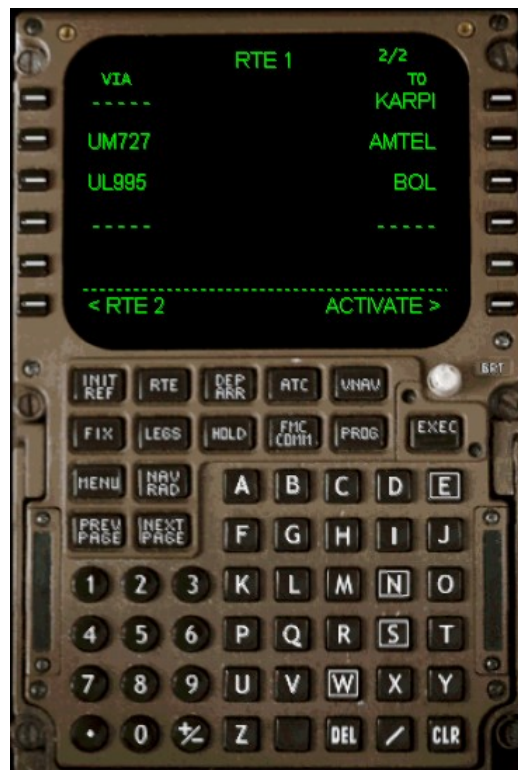 RTE 1 2/2
VIA TO
----- KARPI
UM727 AMTEL
UL995 BOL
----- -----
< RTE 2 ACTIVATE >
BRT
INIT REF RTE DEP ARR ATC VNAV
FIX LEGS HOLD FMC COMM PROG EXEC
MENU NAV RAD
PREV PAGE NEXT PAGE
A B C D E
F G H I J
1 2 3 K L M N O
4 5 6 P Q R S T
7 8 9 U V W X Y
. 0 +/- Z DEL / CLR